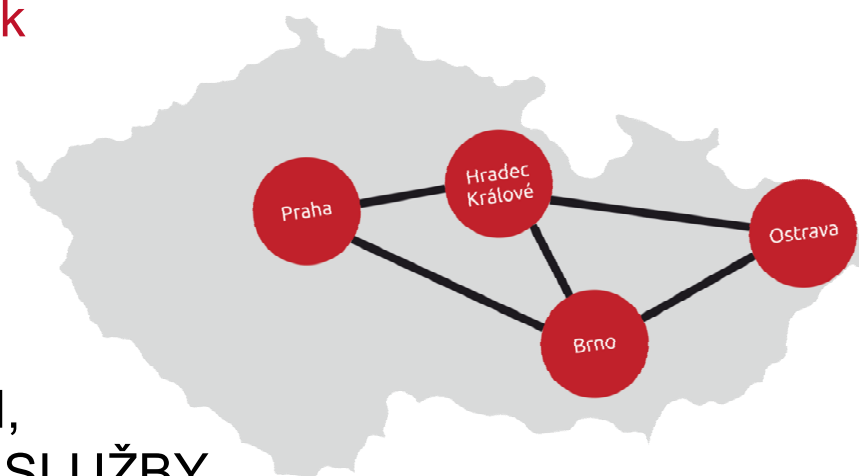 k
Hradec
Králové
Praha
Ostrava
Brno
,
SLUŽBY